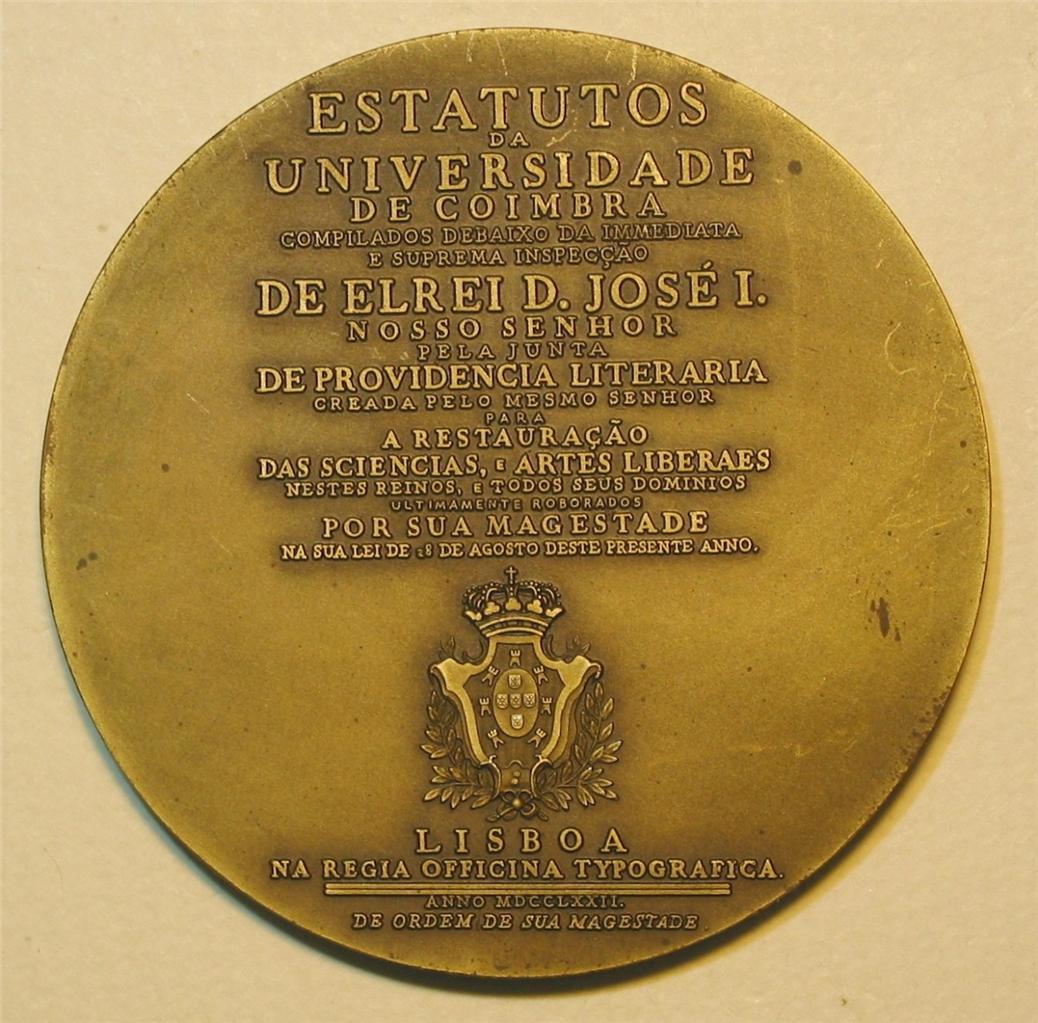 ESTATUTOS
DA
UNIVERSIDADE
DE COIMBRA
COMPILADOS DEBAIXO DA IMMEDIATA
E SUPREMA INSPECÇÃO
DE ELREI D. JOSÉ I.
NOSSO SENHOR
PELA JUNTA
DE PROVIDENCIA LITERARIA
CREADA PELO MESMO SENHOR
PARA
A RESTAURAÇÃO
DAS SCIENCIAS, E ARTES LIBERAES
NESTES REINOS, E TODOS SEUS DOMINIOS
ULTIMAMENTE ROBORADOS
POR SUA MAGESTADE
NA SUA LEI DE 28 DE AGOSTO DESTE PRESENTE ANNO.
LISBOA
NA REGIA OFFICINA TYPOGRAFICA.
ANNO MDCCLXXII.
DE ORDEM DE SUA MAGESTADE.